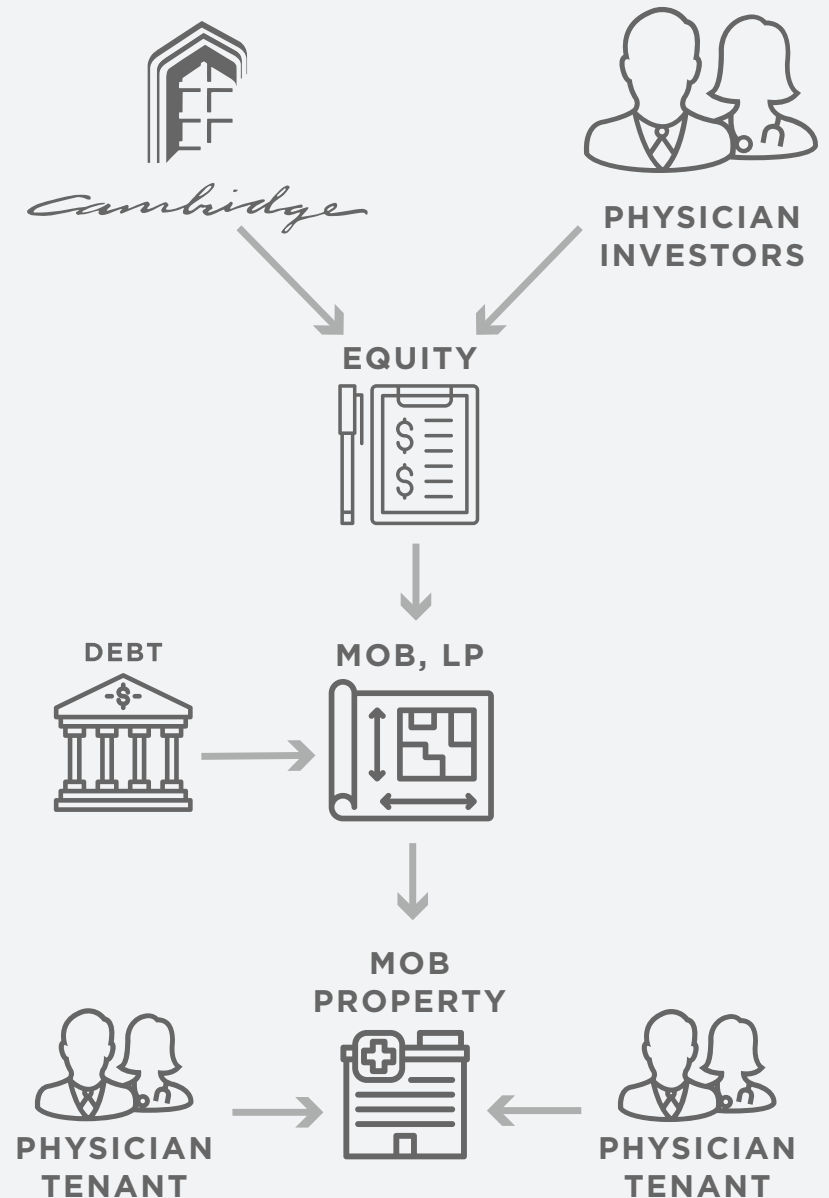 Cambridge
PHYSICIAN
INVESTORS
EQUITY
$
$
DEBT
$
MOB, LP
MOB
PROPERTY
PHYSICIAN
TENANT
PHYSICIAN
TENANT